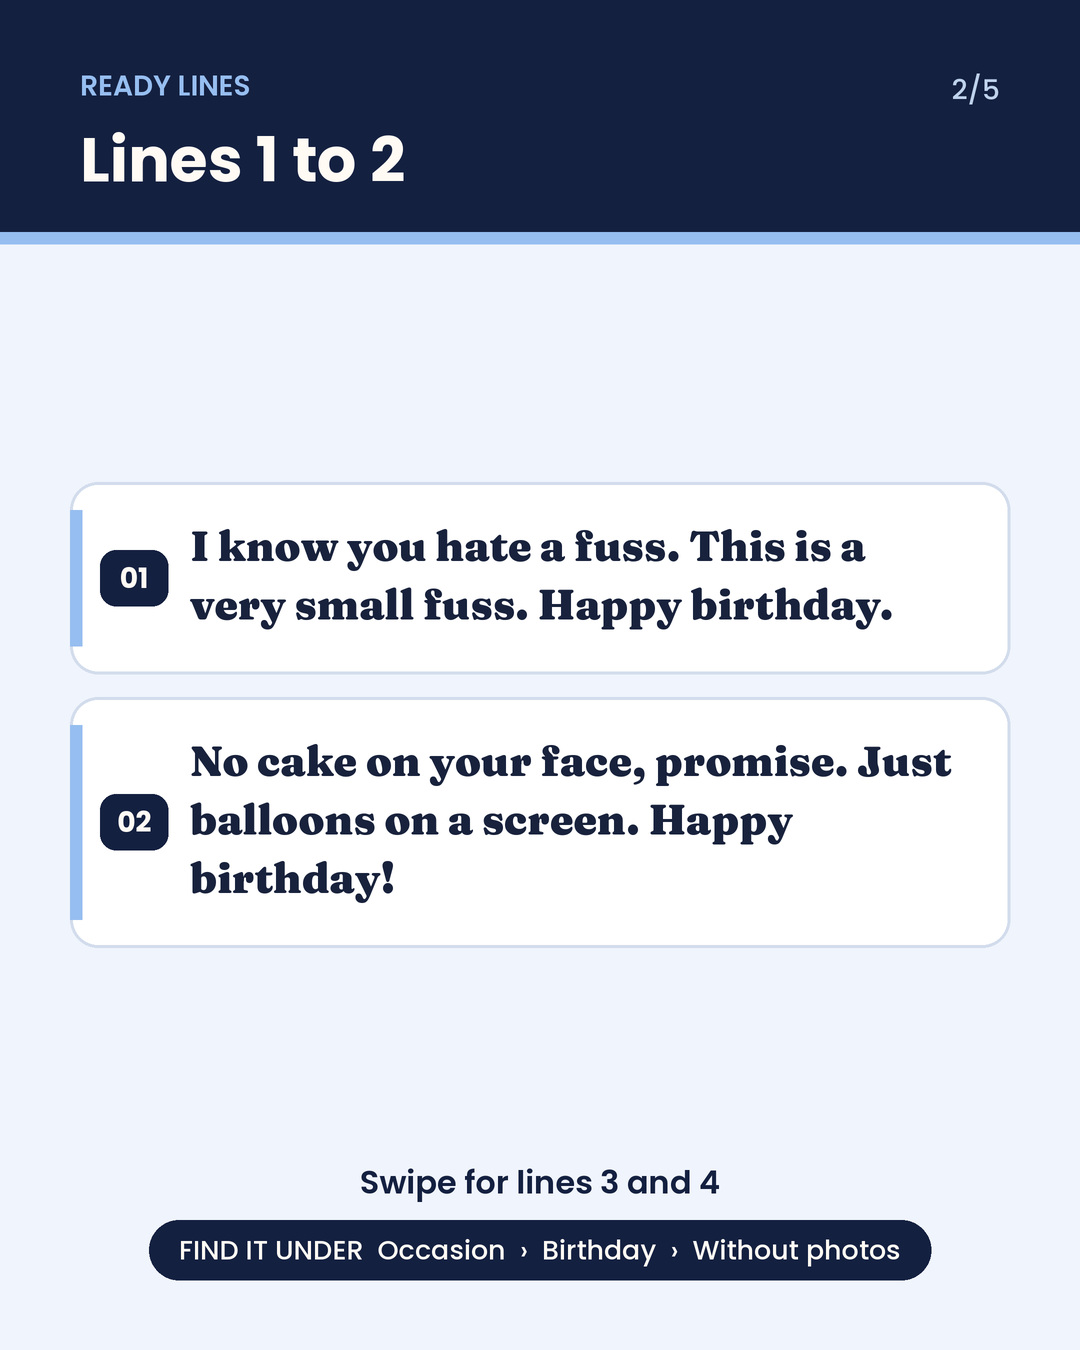 READY LINES
2/5
Lines 1 to 2
01
I know you hate a fuss. This is a
very small fuss. Happy birthday.
02
No cake on your face, promise. Just
balloons on a screen. Happy
birthday!
Swipe for lines 3 and 4
FIND IT UNDER Occasion › Birthday › Without photos